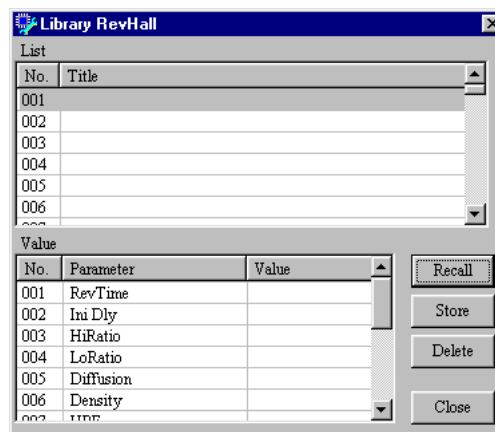 Library RevHall
List
No. Title
001
002
003
004
005
006
Value
No. Parameter Value
001 RevTime
002 Ini Dly
003 HiRatio
004 LoRatio
005 Diffusion
006 Density
Recall
Store
Delete
Close